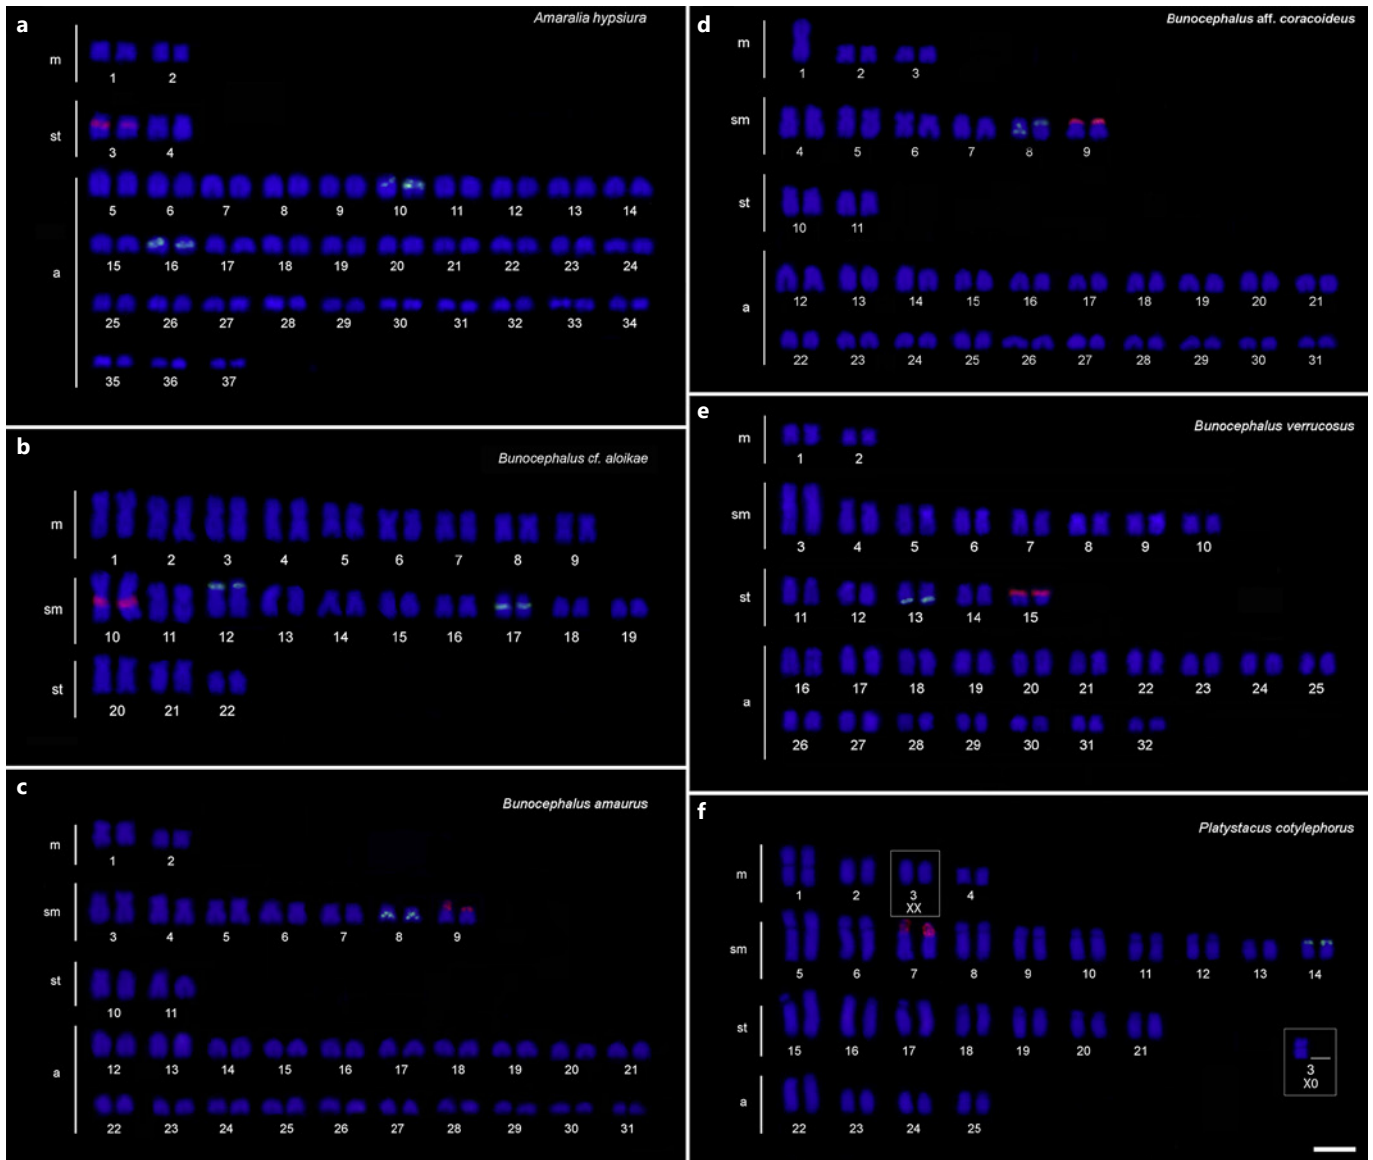 a
Amaralia hypsiura
m
1 2
st
3 4
5 6 7 8 9 10 11 12 13 14
15 16 17 18 19 20 21 22 23 24
a
25 26 27 28 29 30 31 32 33 34
35 36 37
b
Bunocephalus cf. aloikae
m
1 2 3 4 5 6 7 8 9
sm
10 11 12 13 14 15 16 17 18 19
st
20 21 22
c
Bunocephalus amaurus
m
1 2
sm
3 4 5 6 7 8 9
st
10 11
12 13 14 15 16 17 18 19 20 21
a
22 23 24 25 26 27 28 29 30 31
d
Bunocephalus aff. coracoideus
m
1 2 3
sm
4 5 6 7 8 9
st
10 11
12 13 14 15 16 17 18 19 20 21
a
22 23 24 25 26 27 28 29 30 31
e
Bunocephalus verrucosus
m
1 2
sm
3 4 5 6 7 8 9 10
st
11 12 13 14 15
16 17 18 19 20 21 22 23 24 25
a
26 27 28 29 30 31 32
f
Platystacus cotylephorus
m
1 2 3 4
XX
sm
5 6 7 8 9 10 11 12 13 14
st
15 16 17 18 19 20 21
3
X0
a
22 23 24 25